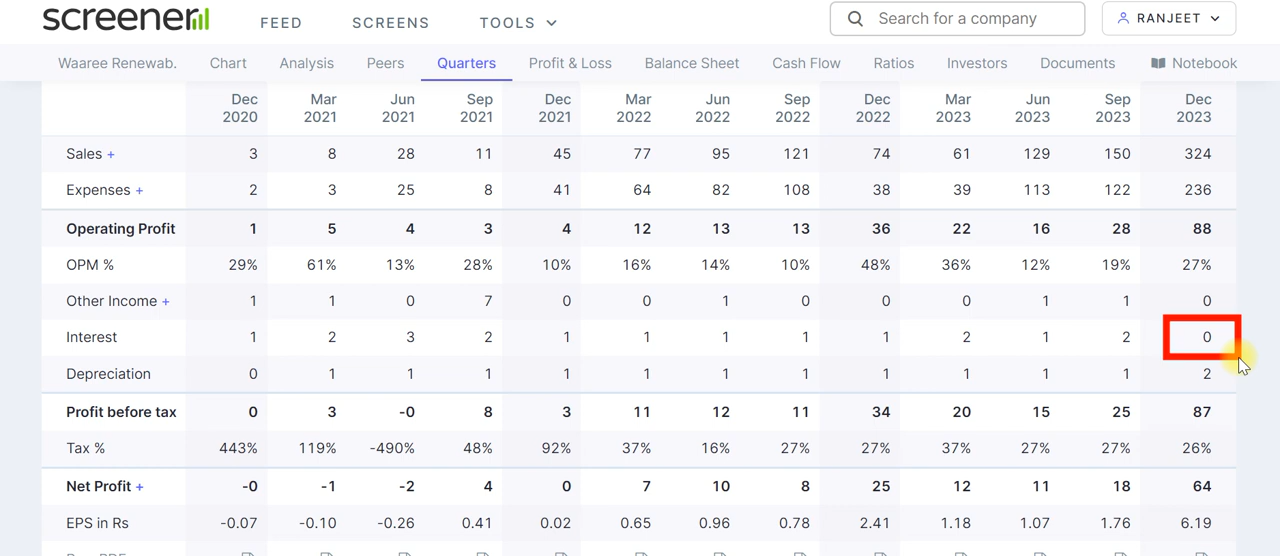 screener
FEED SCREENS TOOLS
Search for a company
RANJEET
Waaree Renewab. Chart Analysis Peers Quarters Profit & Loss Balance Sheet Cash Flow Ratios Investors Documents Notebook
Dec 2020 Mar 2021 Jun 2021 Sep 2021 Dec 2021 Mar 2022 Jun 2022 Sep 2022 Dec 2022 Mar 2023 Jun 2023 Sep 2023 Dec 2023
Sales + 3 8 28 11 45 77 95 121 74 61 129 150 324
Expenses + 2 3 25 8 41 64 82 108 38 39 113 122 236
Operating Profit 1 5 4 3 4 12 13 13 36 22 16 28 88
OPM % 29% 61% 13% 28% 10% 16% 14% 10% 48% 36% 12% 19% 27%
Other Income + 1 1 0 7 0 0 1 0 0 0 1 1 0
Interest 1 2 3 2 1 1 1 1 1 2 1 2 0
Depreciation 0 1 1 1 1 1 1 1 1 1 1 1 2
Profit before tax 0 3 -0 8 3 11 12 11 34 20 15 25 87
Tax % 443% 119% -490% 48% 92% 37% 16% 27% 27% 37% 27% 27% 26%
Net Profit + -0 -1 -2 4 0 7 10 8 25 12 11 18 64
EPS in Rs -0.07 -0.10 -0.26 0.41 0.02 0.65 0.96 0.78 2.41 1.18 1.07 1.76 6.19